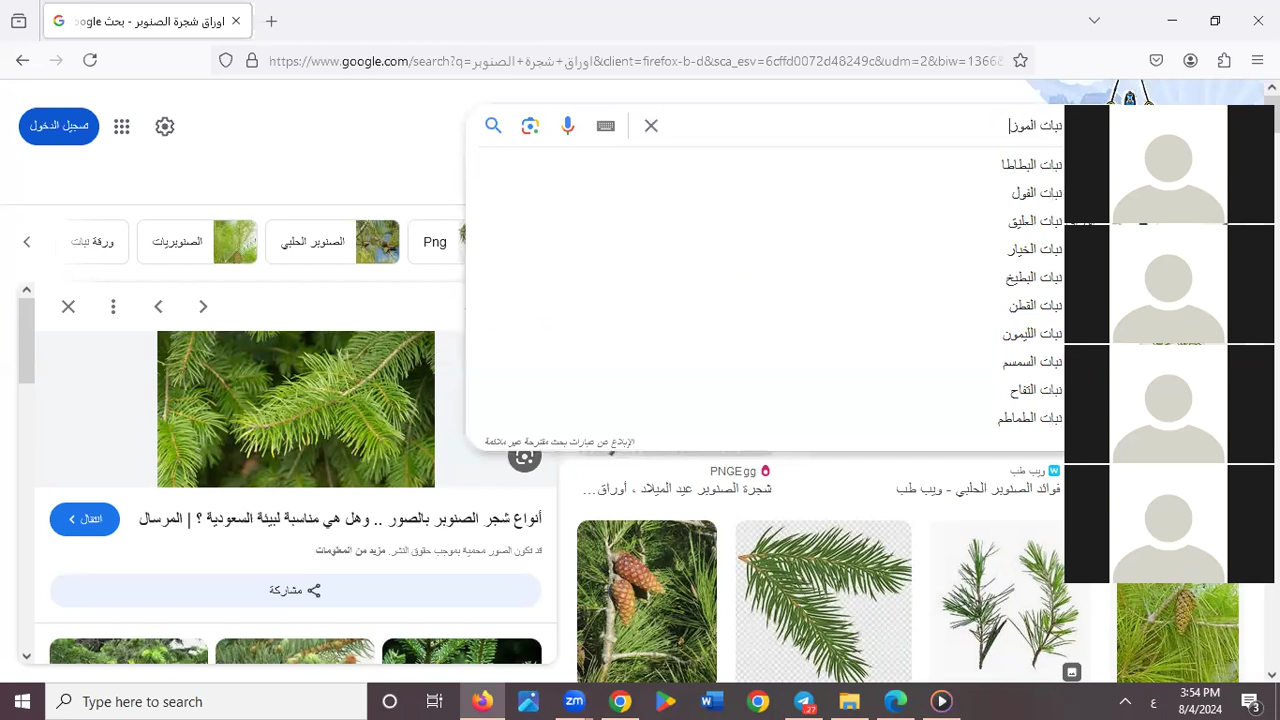 اوراق شجرة الصنوبر - بحث ogle
https://www.google.com/search?q=اوراق+شجرة+الصنوبر&client=firefox-b-d&sca_esv=6cffd0072d48249c&udm=2&biw=1366&
تسجيل الدخول
نبات الموز
نبات البطاطا
نبات الفول
نبات العليق
نبات الخيار
نبات البطيخ
نبات القطن
نبات الليمون
نبات السمسم
نبات التفاح
نبات الطماطم
الإبلاغ عن عبارات بحث مقترحة غير ملائمة
Png
الصنوبر الحلبي
الصنوبريات
ورقة نبات
ويب طب
فوائد الصنوبر الحلبي - ويب طب
PNGEgg
شجرة الصنوبر عيد الميلاد ، أوراق...
أنواع شجر الصنوبر بالصور .. وهل هي مناسبة لبيئة السعودية ؟ | المرسال
انتقال
قد تكون الصور محمية بموجب حقوق النشر. مزيد من المعلومات
مشاركة
Type here to search
zm
27
ع
3:54 PM
8/4/2024
3